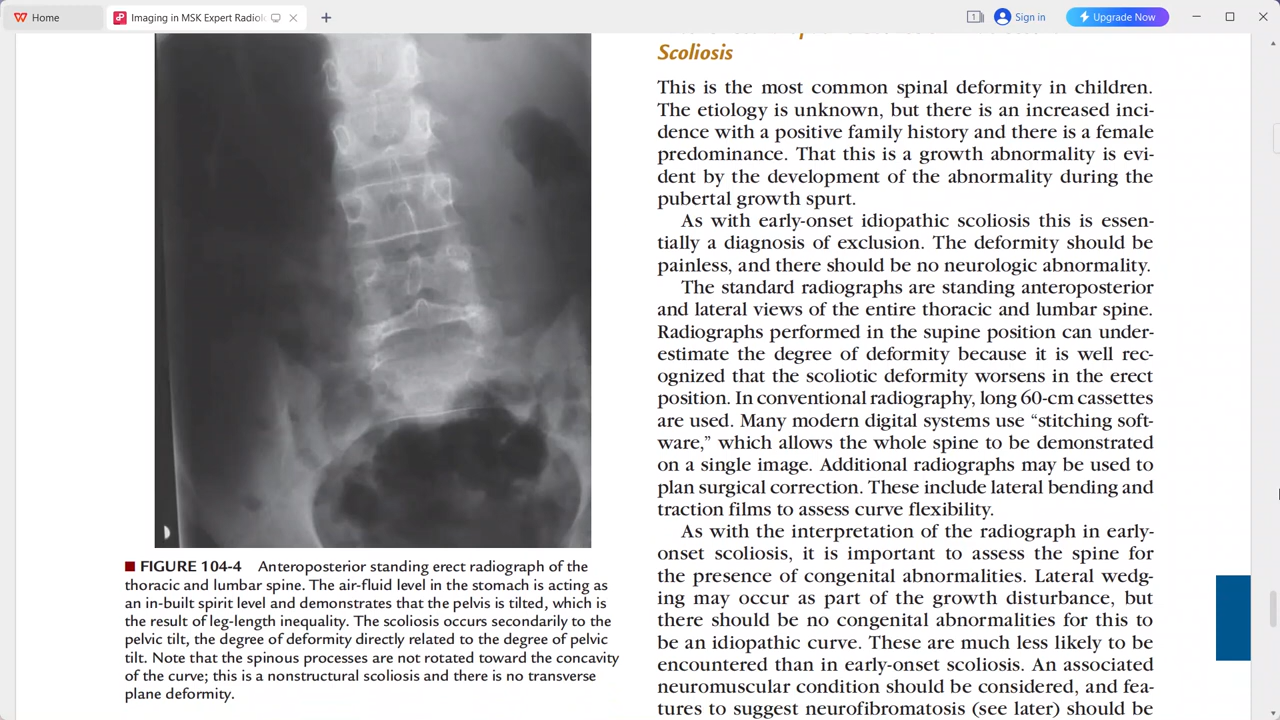 Home
Imaging in MSK Expert Radiol
1
Sign in
Upgrade Now
Scoliosis
This is the most common spinal deformity in children.
The etiology is unknown, but there is an increased inci-
dence with a positive family history and there is a female
predominance. That this is a growth abnormality is evi-
dent by the development of the abnormality during the
pubertal growth spurt.
As with early-onset idiopathic scoliosis this is essen-
tially a diagnosis of exclusion. The deformity should be
painless, and there should be no neurologic abnormality.
The standard radiographs are standing anteroposterior
and lateral views of the entire thoracic and lumbar spine.
Radiographs performed in the supine position can under-
estimate the degree of deformity because it is well rec-
ognized that the scoliotic deformity worsens in the erect
position. In conventional radiography, long 60-cm cassettes
are used. Many modern digital systems use “stitching soft-
ware,” which allows the whole spine to be demonstrated
on a single image. Additional radiographs may be used to
plan surgical correction. These include lateral bending and
traction films to assess curve flexibility.
As with the interpretation of the radiograph in early-
onset scoliosis, it is important to assess the spine for
the presence of congenital abnormalities. Lateral wedg-
ing may occur as part of the growth disturbance, but
there should be no congenital abnormalities for this to
be an idiopathic curve. These are much less likely to be
encountered than in early-onset scoliosis. An associated
neuromuscular condition should be considered, and fea-
tures to suggest neurofibromatosis (see later) should be
FIGURE 104-4 Anteroposterior standing erect radiograph of the
thoracic and lumbar spine. The air-fluid level in the stomach is acting as
an in-built spirit level and demonstrates that the pelvis is tilted, which is
the result of leg-length inequality. The scoliosis occurs secondarily to the
pelvic tilt, the degree of deformity directly related to the degree of pelvic
tilt. Note that the spinous processes are not rotated toward the concavity
of the curve; this is a nonstructural scoliosis and there is no transverse
plane deformity.